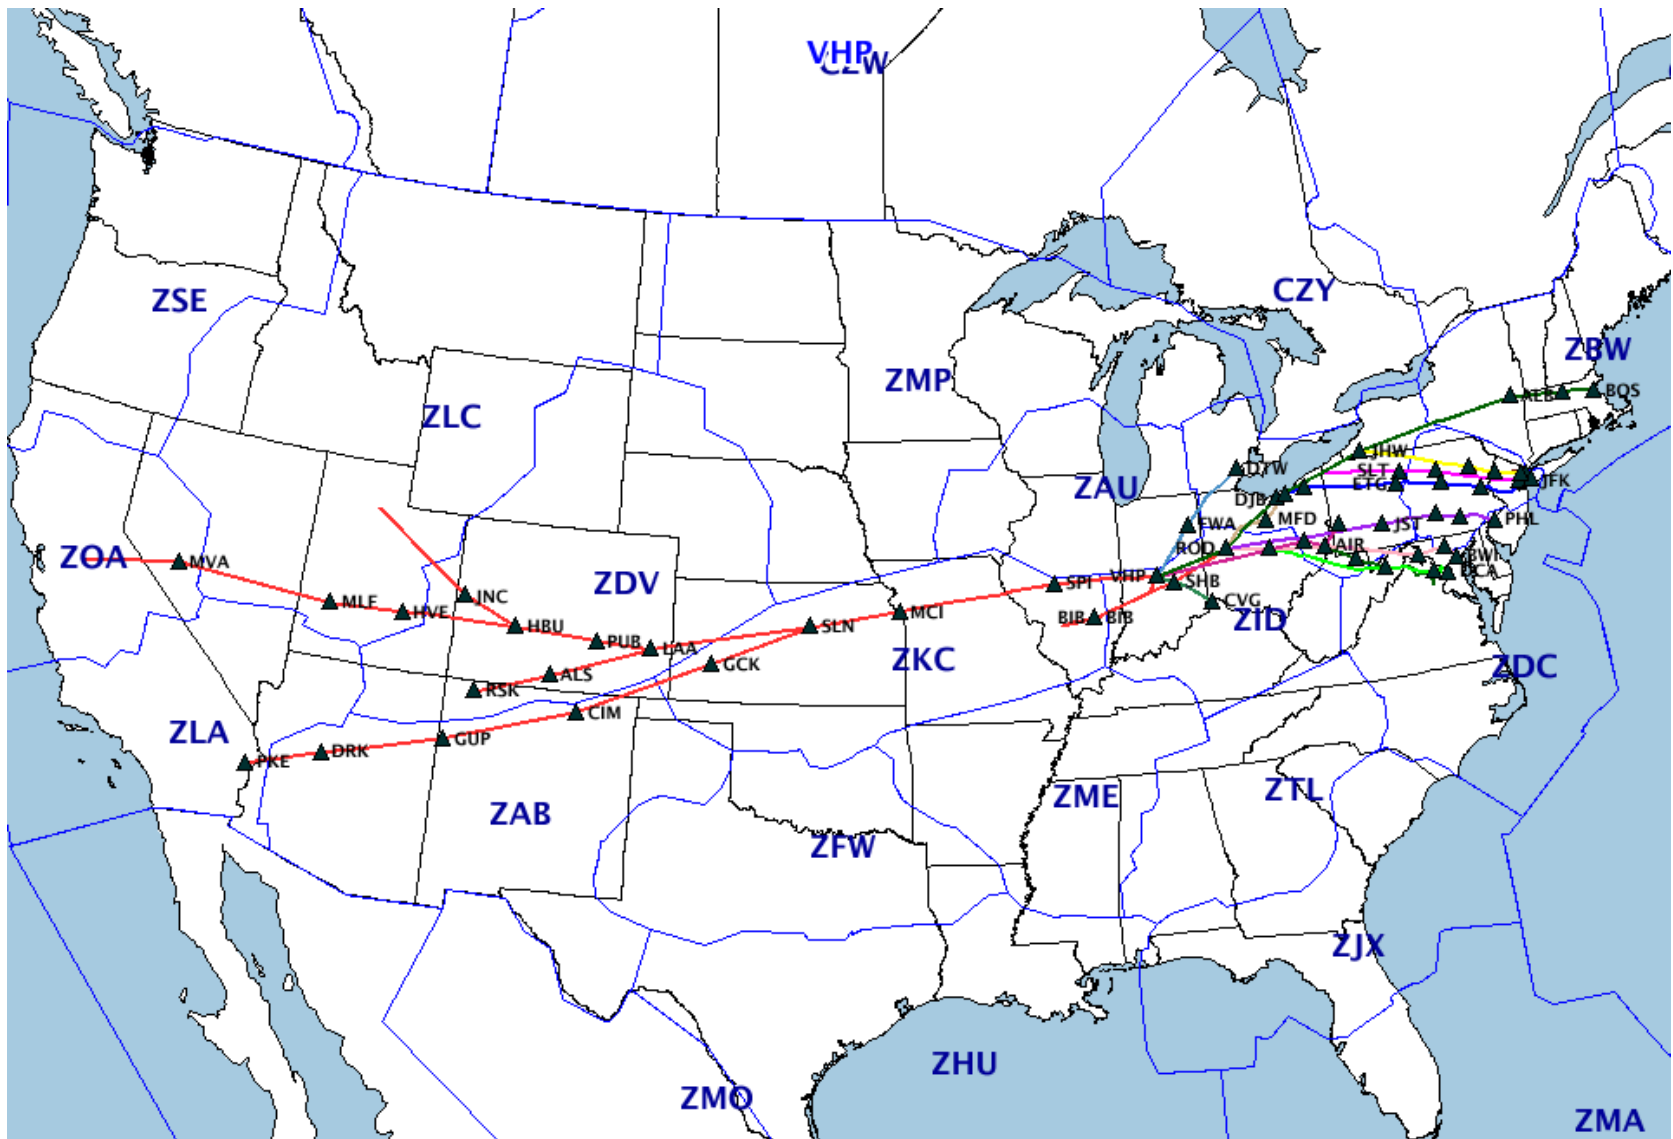 VHP
CZW
ZSE
CZY
ZBW
ZMP
ZLC
BOS
ALB
JHW
DTW
SLT
ZAU
ETG
JFK
DJB
MFD
PHL
FWA
JST
ROD
AIR
ZOA
MVA
BWI
DCA
VHP
SHB
ZDV
SPI
INC
MLF
HVE
CVG
MCI
BIB
BIB
ZID
HBU
SLN
PUB
LAA
ZKC
GCK
ZDC
ALS
RSK
CIM
ZLA
GUP
DRK
PKE
ZME
ZTL
ZAB
ZFW
ZJX
ZHU
ZMO
ZMA